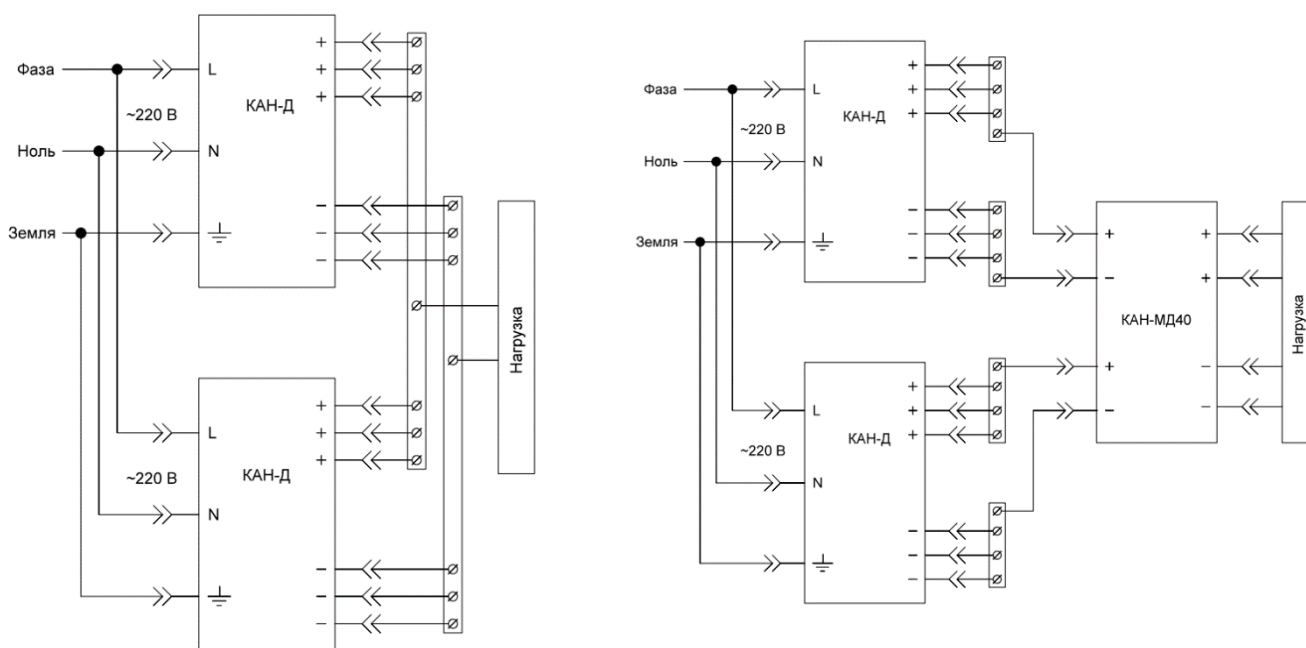 Фаза
L
КАН-Д
+
+
+
~220 В
Ноль
N
Земля
−
−
−
L
КАН-Д
+
+
+
~220 В
N
−
−
−
Нагрузка
Фаза
L
КАН-Д
+
+
+
~220 В
Ноль
N
Земля
−
−
−
L
КАН-Д
+
+
+
~220 В
N
−
−
−
КАН-МД40
+
−
+
−
+
+
−
−
Нагрузка